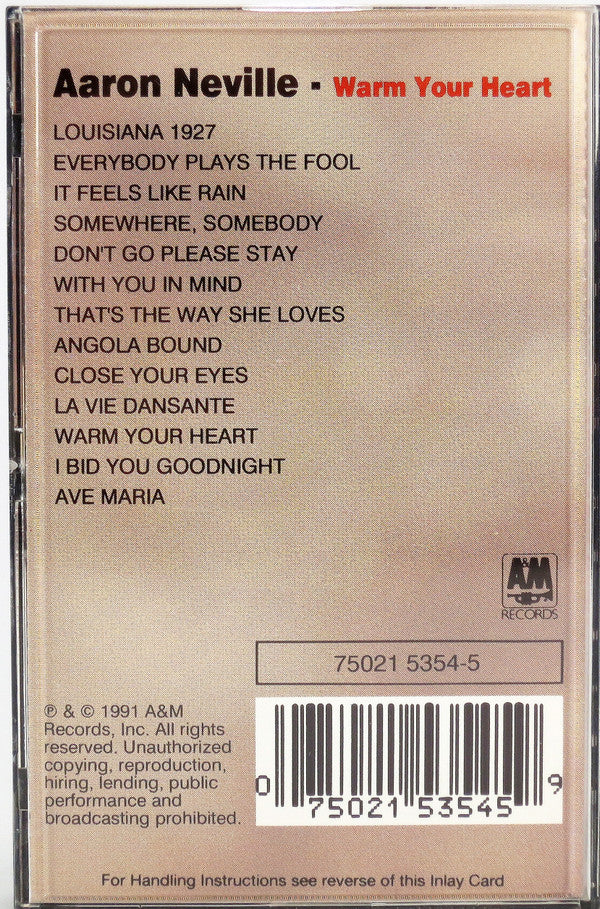 Aaron Neville - Warm Your Heart
LOUISIANA 1927
EVERYBODY PLAYS THE FOOL
IT FEELS LIKE RAIN
SOMEWHERE, SOMEBODY
DON'T GO PLEASE STAY
WITH YOU IN MIND
THAT'S THE WAY SHE LOVES
ANGOLA BOUND
CLOSE YOUR EYES
LA VIE DANSANTE
WARM YOUR HEART
I BID YOU GOODNIGHT
AVE MARIA
A&M
RECORDS
75021 5354-5
℗ & © 1991 A&M
Records, Inc. All rights
reserved. Unauthorized
copying, reproduction,
hiring, lending, public
performance and
broadcasting prohibited.
0 75021 53545 9
For Handling Instructions see reverse of this Inlay Card